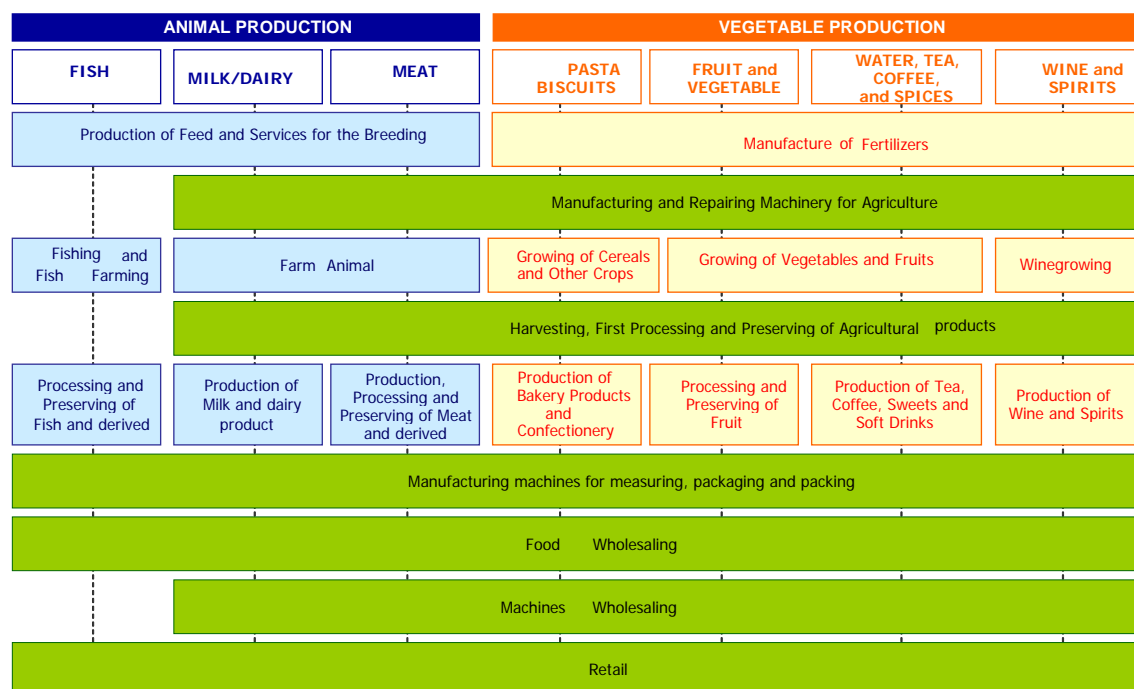 ANIMAL PRODUCTION
VEGETABLE PRODUCTION
FISH
MILK/DAIRY
MEAT
PASTA
BISCUITS
FRUIT and
VEGETABLE
WATER, TEA,
COFFEE,
and SPICES
WINE and
SPIRITS
Production of Feed and Services for the Breeding
Manufacture of Fertilizers
Manufacturing and Repairing Machinery for Agriculture
Fishing and
Fish Farming
Farm Animal
Growing of Cereals
and Other Crops
Growing of Vegetables and Fruits
Winegrowing
Harvesting, First Processing and Preserving of Agricultural products
Processing and
Preserving of
Fish and derived
Production of
Milk and dairy
product
Production,
Processing and
Preserving of Meat
and derived
Production of
Bakery Products
and
Confectionery
Processing and
Preserving of
Fruit
Production of Tea,
Coffee, Sweets and
Soft Drinks
Production of
Wine and Spirits
Manufacturing machines for measuring, packaging and packing
Food Wholesaling
Machines Wholesaling
Retail